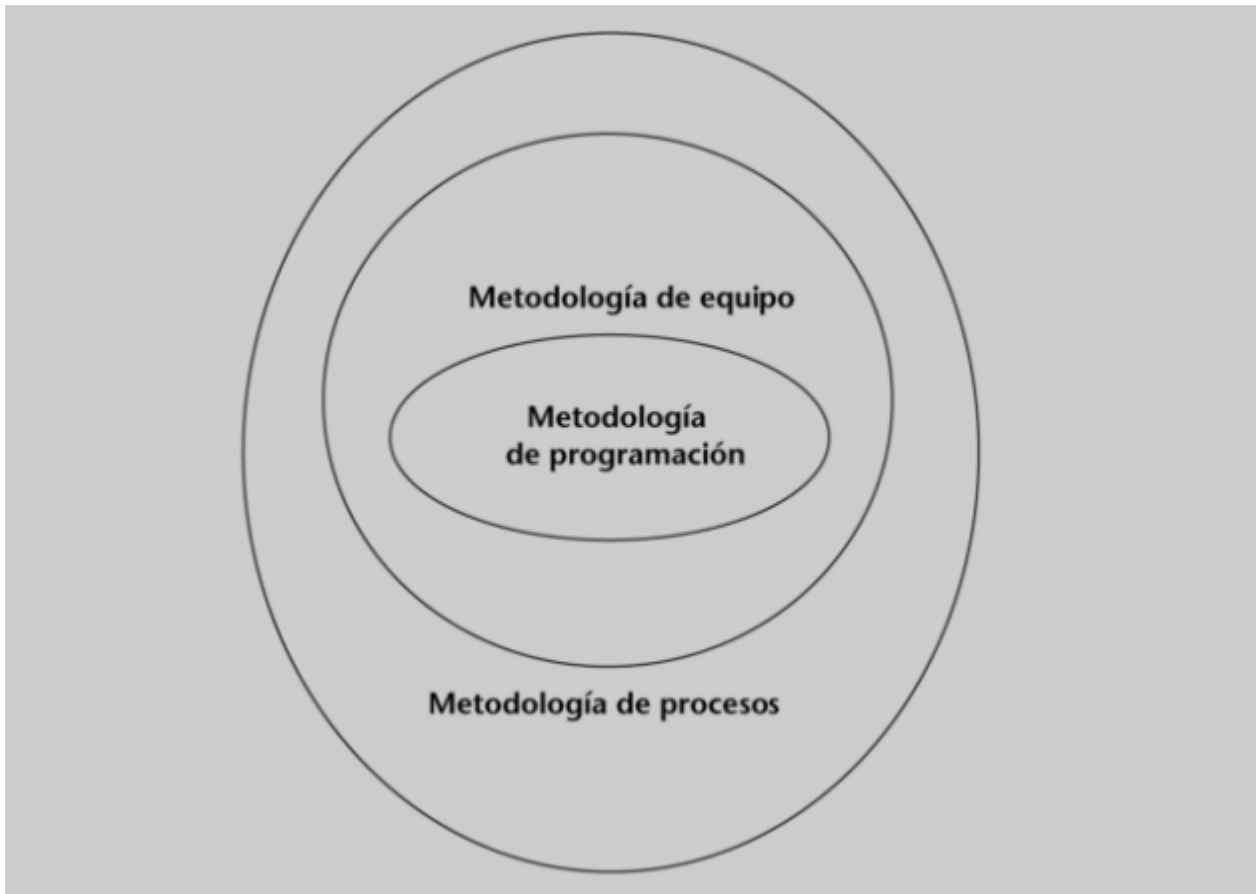 Metodología de equipo
Metodología
de programación
Metodología de procesos